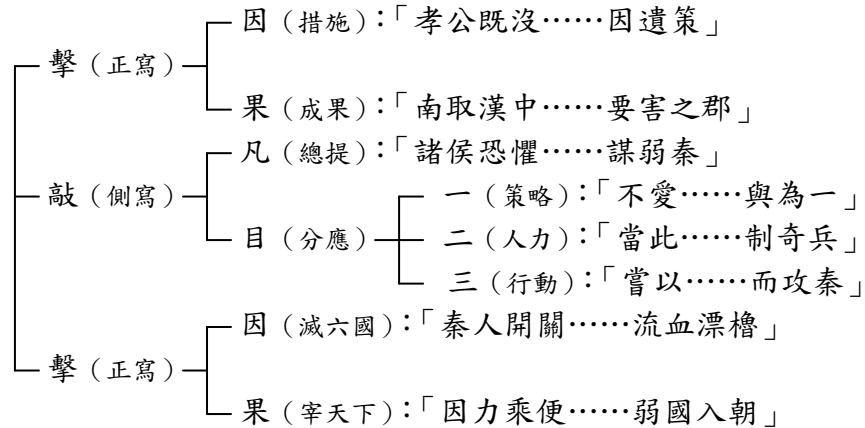 因（措施）：「孝公既沒……因遺策」
擊（正寫）
果（成果）：「南取漢中……要害之郡」
凡（總提）：「諸侯恐懼……謀弱秦」
敲（側寫）
一（策略）：「不愛……與為一」
目（分應）
二（人力）：「當此……制奇兵」
三（行動）：「嘗以……而攻秦」
因（滅六國）：「秦人開關……流血漂櫓」
擊（正寫）
果（宰天下）：「因力乘便……弱國入朝」